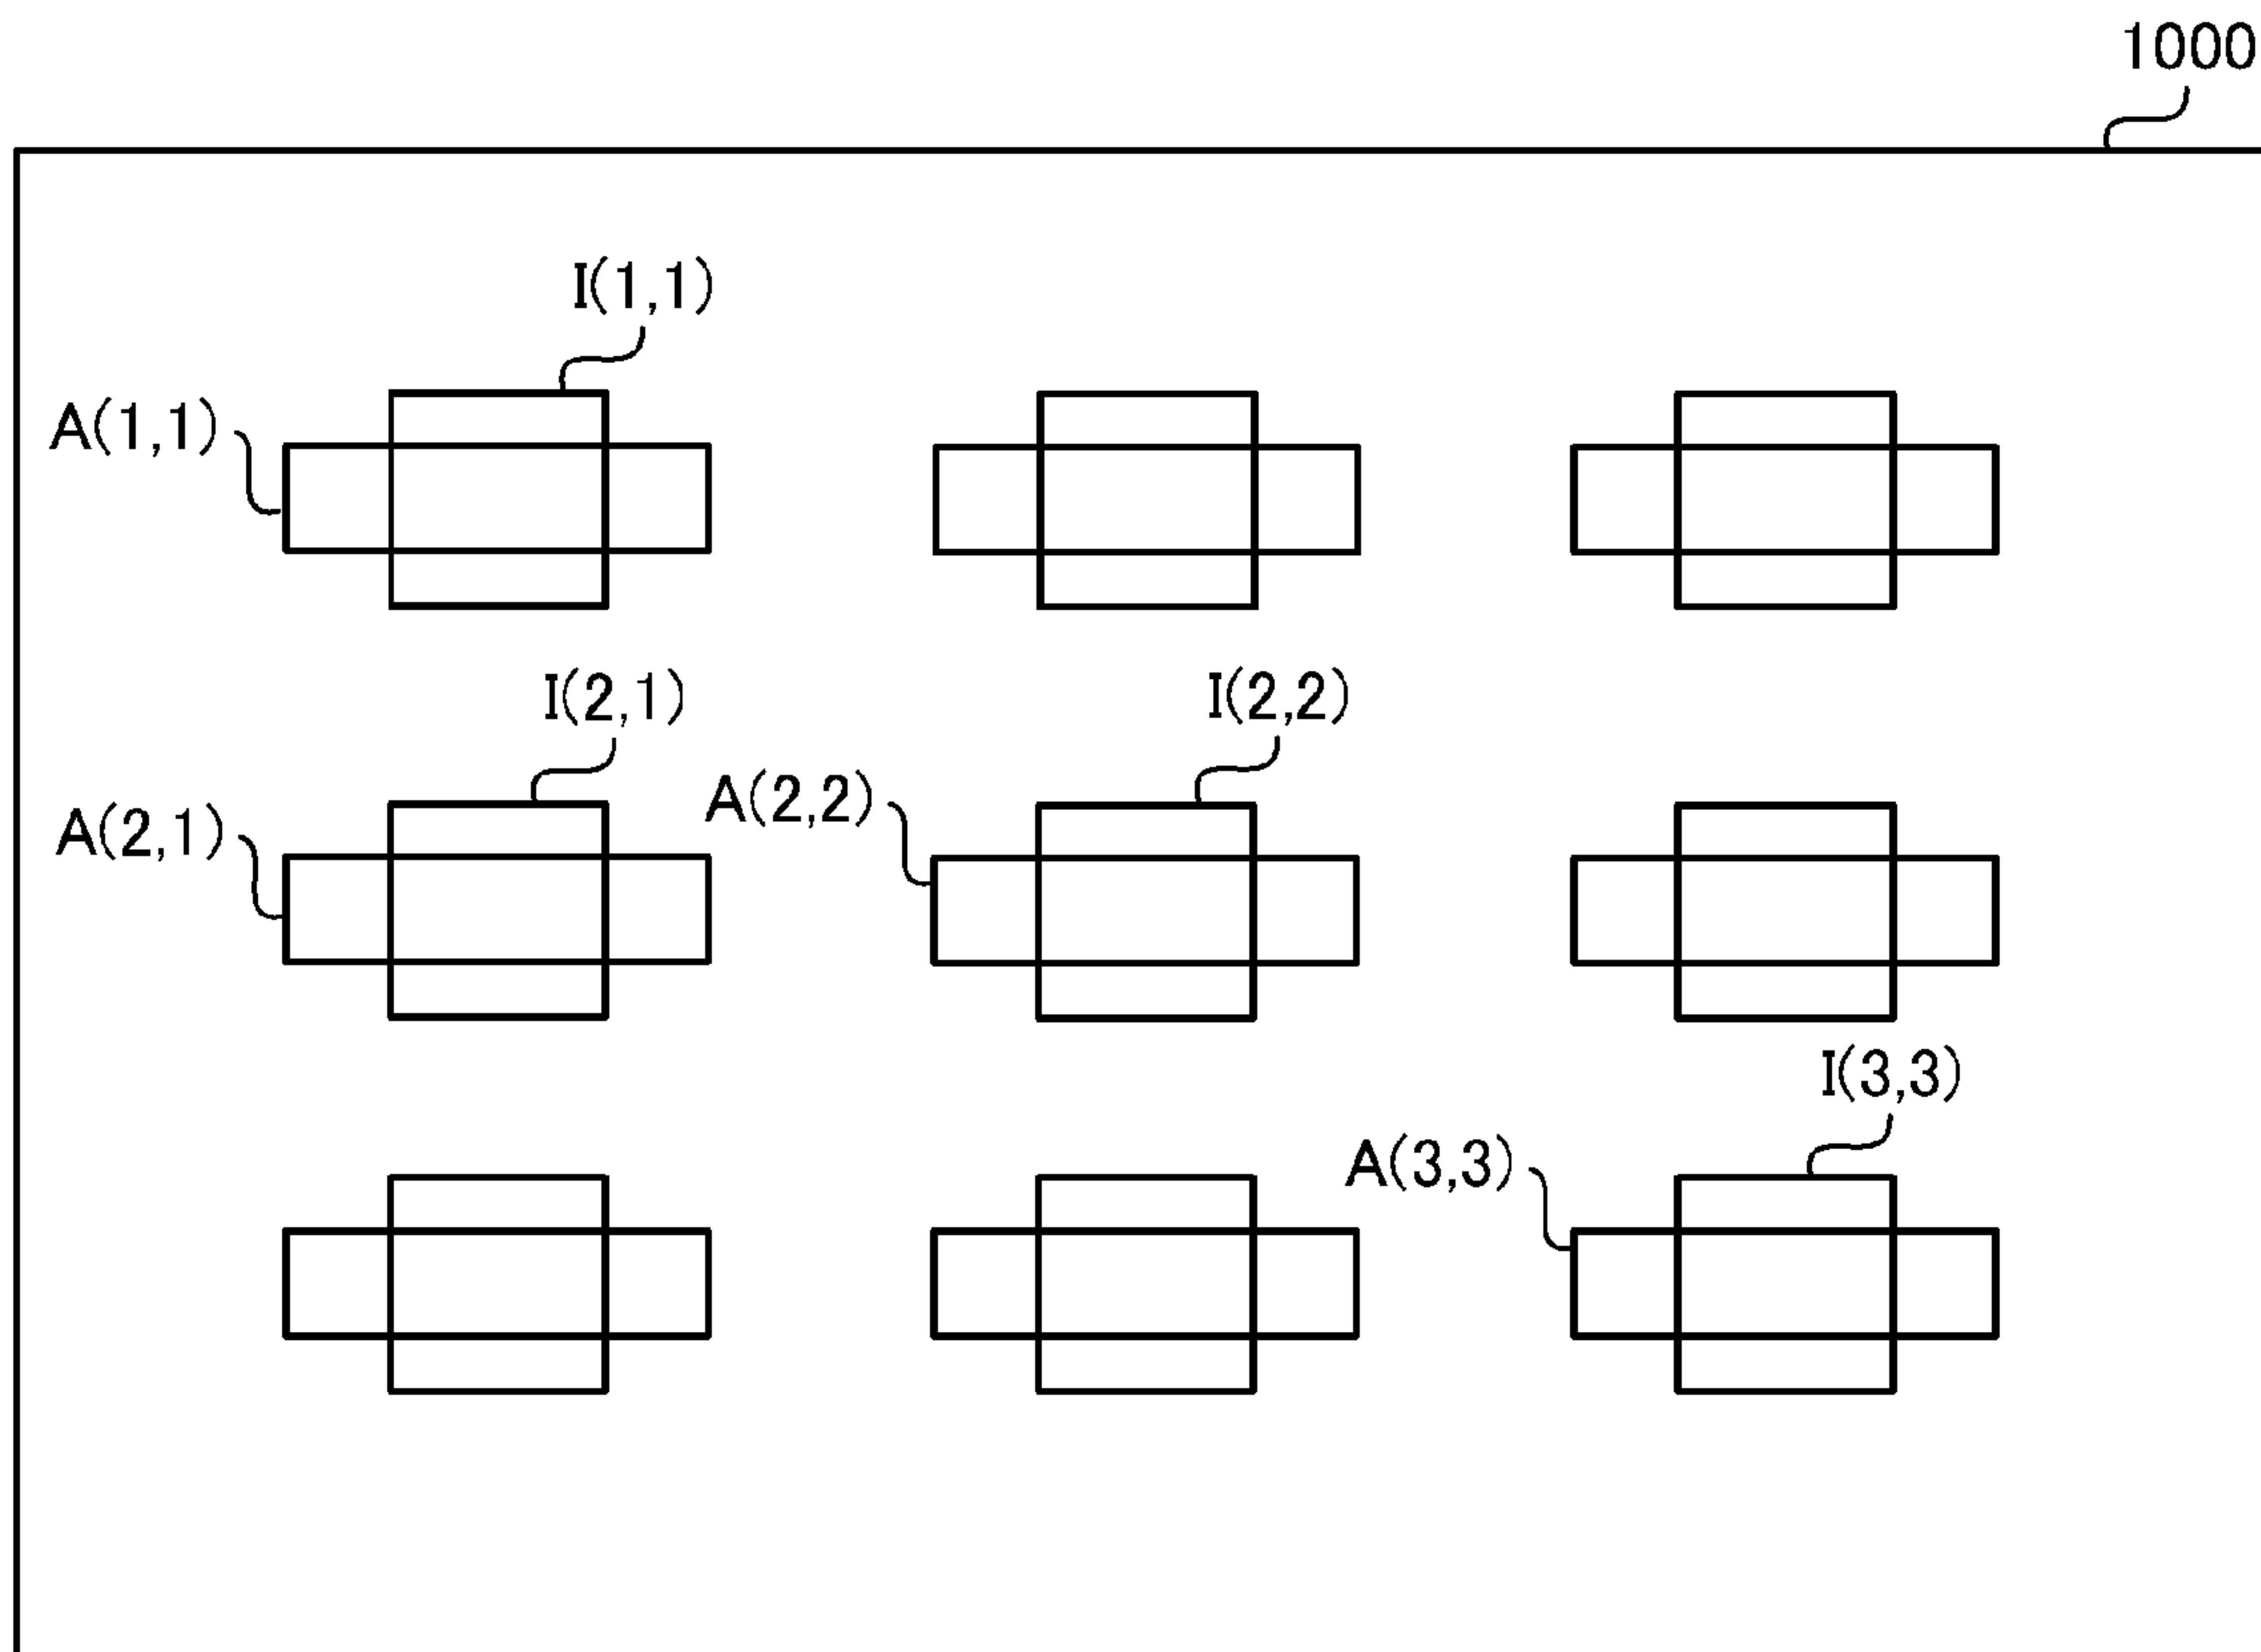 1000
I(1,1)
A(1,1)
I(2,1)
I(2,2)
A(2,1)
A(2,2)
I(3,3)
A(3,3)